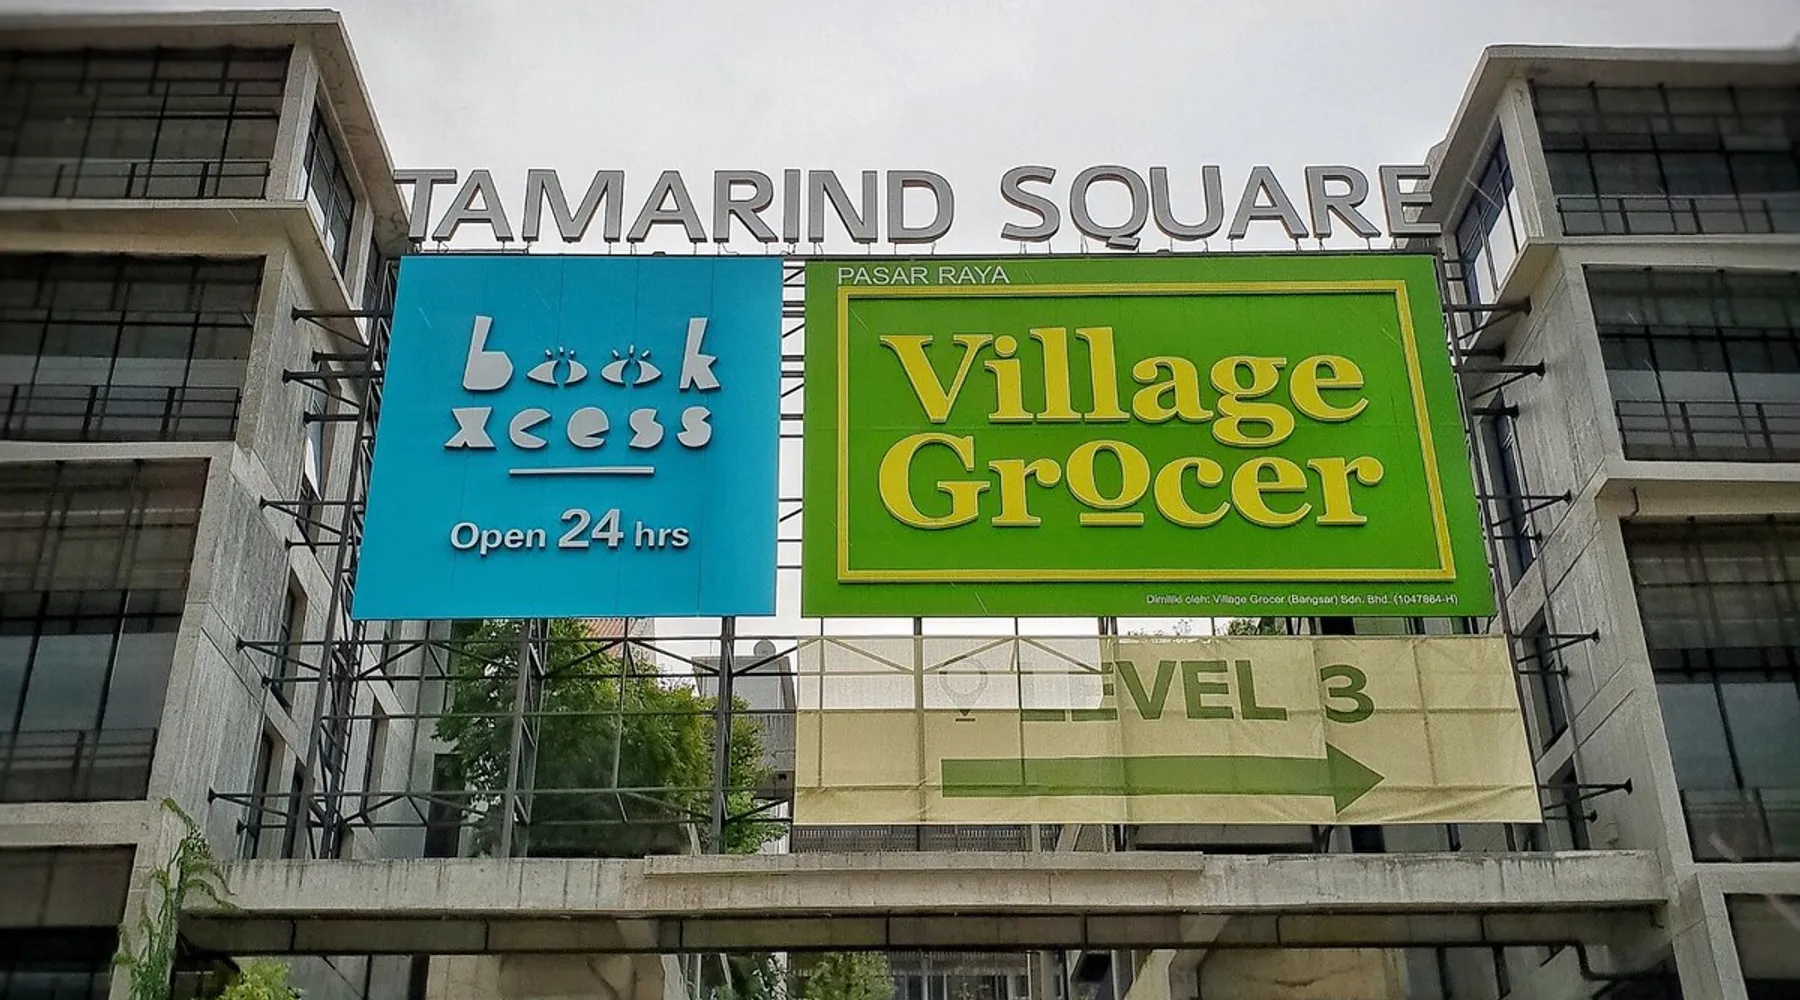 TAMARIND SQUARE
book
xcess
Open 24 hrs
PASAR RAYA
Village
Grocer
Dimiliki oleh: Village Grocer (Bangsar) Sdn. Bhd. (1047864-H)
LEVEL 3